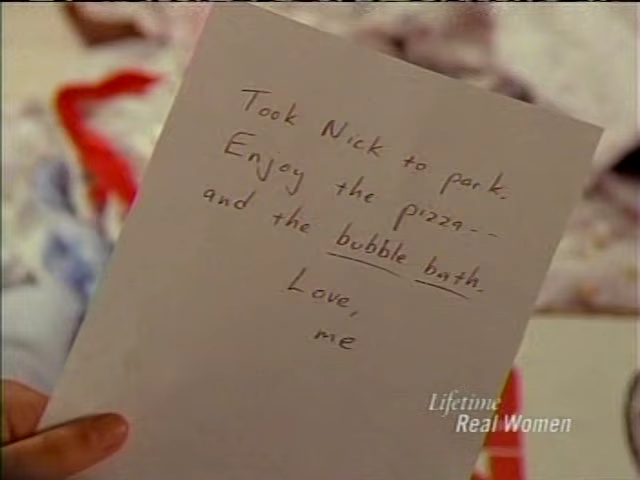 Took Nick to park.
Enjoy the pizza--
and the bubble bath.
Love,
me
Lifetime
Real Women